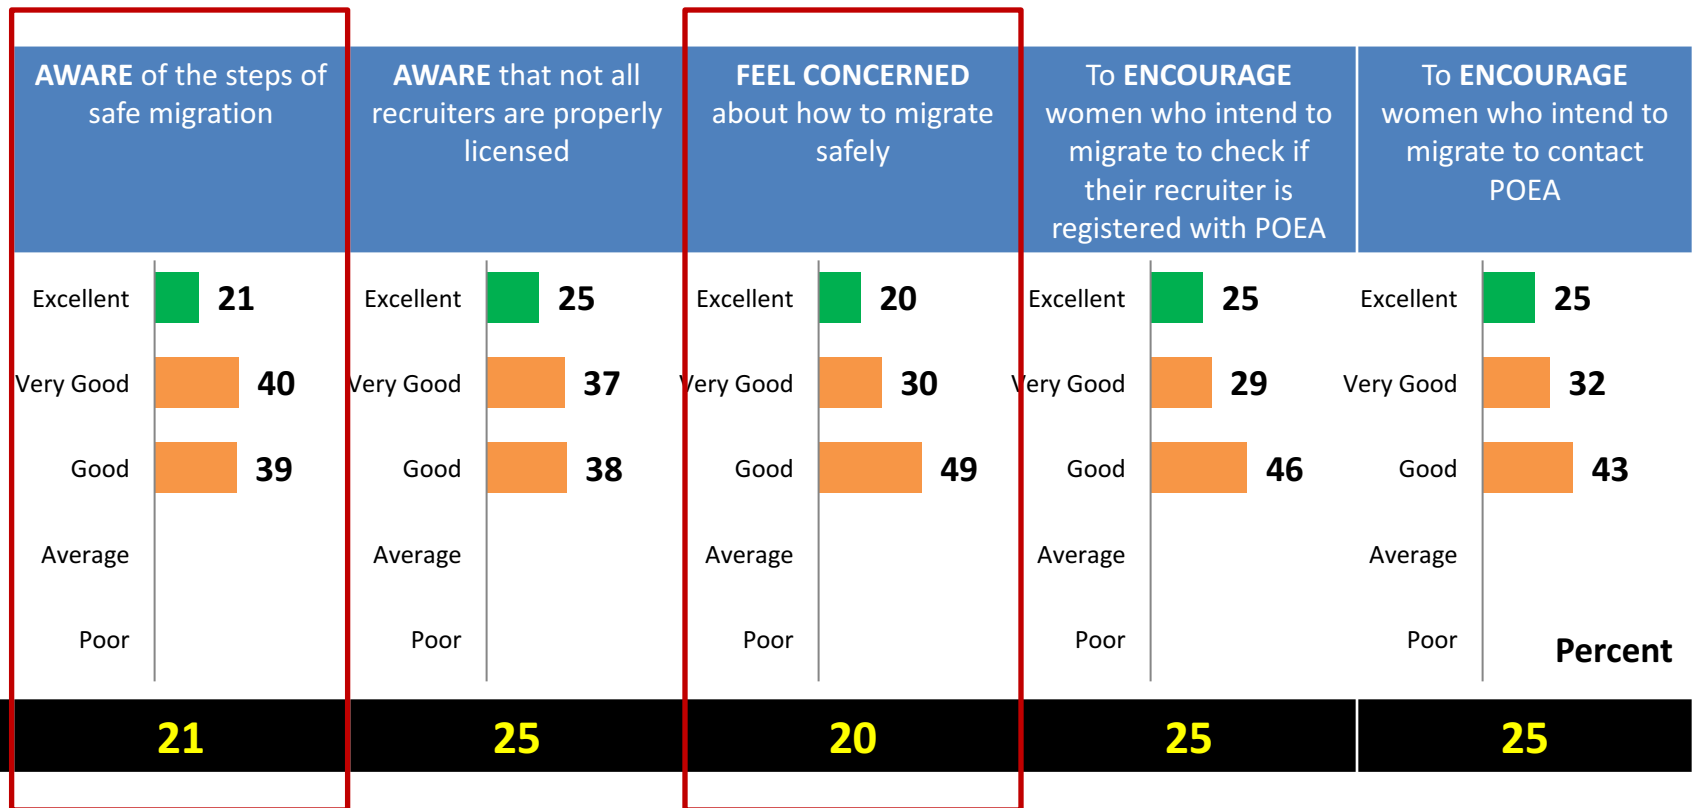 AWARE of the steps of
safe migration
AWARE that not all
recruiters are properly
licensed
FEEL CONCERNED
about how to migrate
safely
To ENCOURAGE
women who intend to
migrate to check if
their recruiter is
registered with POEA
To ENCOURAGE
women who intend to
migrate to contact
POEA
Excellent 21
Very Good 40
Good 39
Average
Poor
Excellent 25
Very Good 37
Good 38
Average
Poor
Excellent 20
Very Good 30
Good 49
Average
Poor
Excellent 25
Very Good 29
Good 46
Average
Poor
Excellent 25
Very Good 32
Good 43
Average
Poor
Percent
21 25 20 25 25